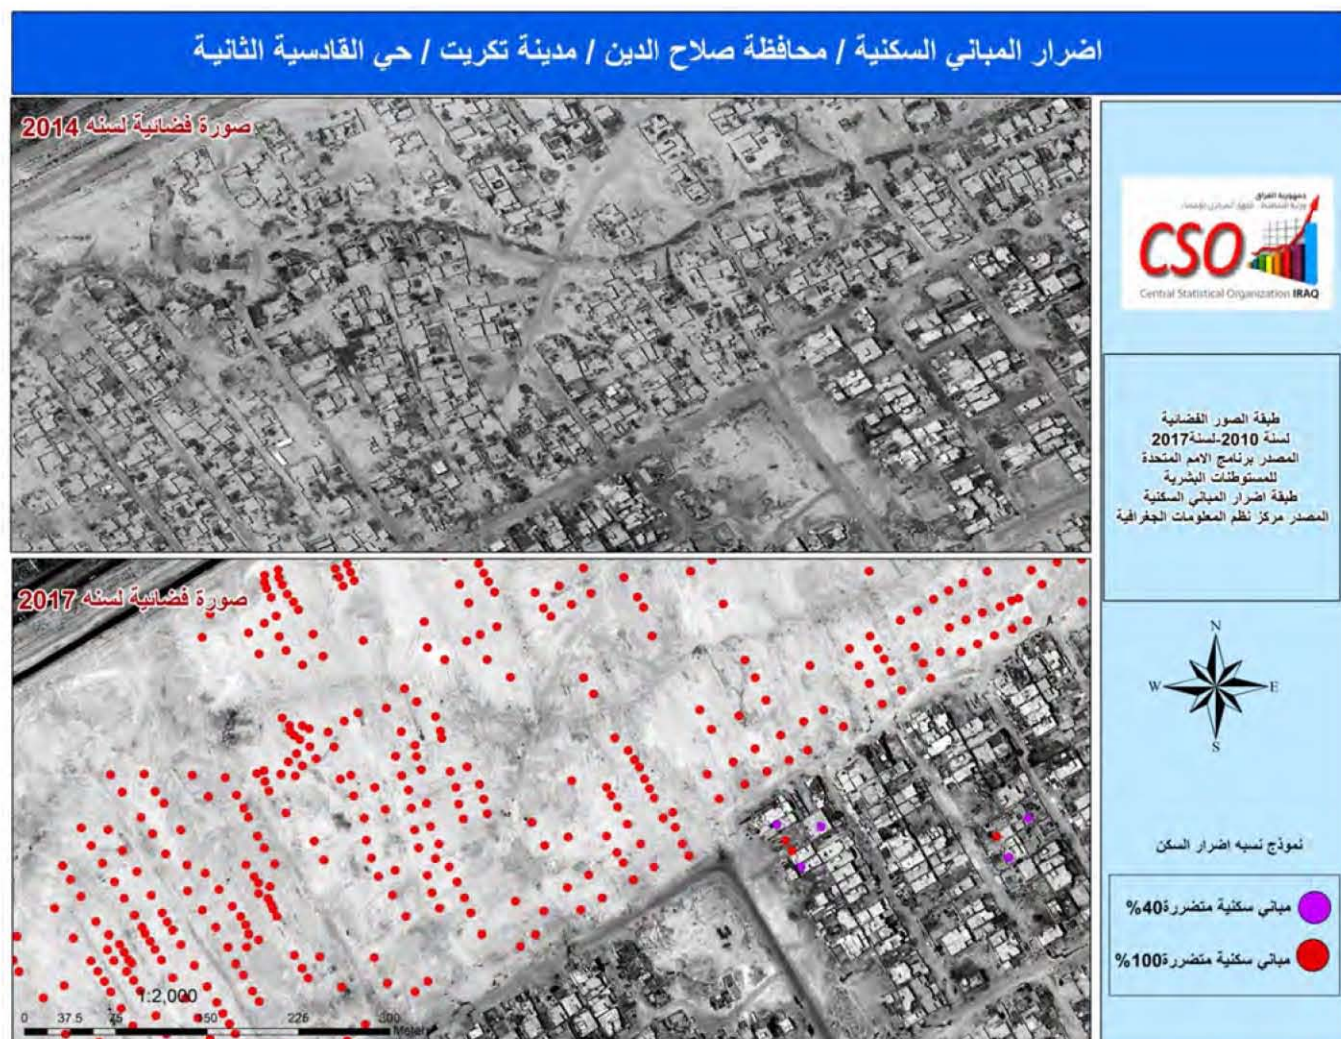 اضرار المباني السكنية / محافظة صلاح الدين / مدينة تكريت / حي القادسية الثانية
صورة فضائية لسنه 2014
جمهورية العراق
CSO
Central Statistical Organization IRAQ
طبقة الصور الفضائية
لسنة 2010-لسنة2017
المصدر برنامج الامم المتحدة
للمستوطنات البشرية
طبقة اضرار المباني السكنية
المصدر مركز نظم المعلومات الجغرافية
صورة فضائية لسنه 2017
N
W
E
S
نموذج نسبه اضرار السكن
مباني سكنية متضررة40%
مباني سكنية متضررة100%
1:2,000
0 37.5 75 150 226 300
Meters